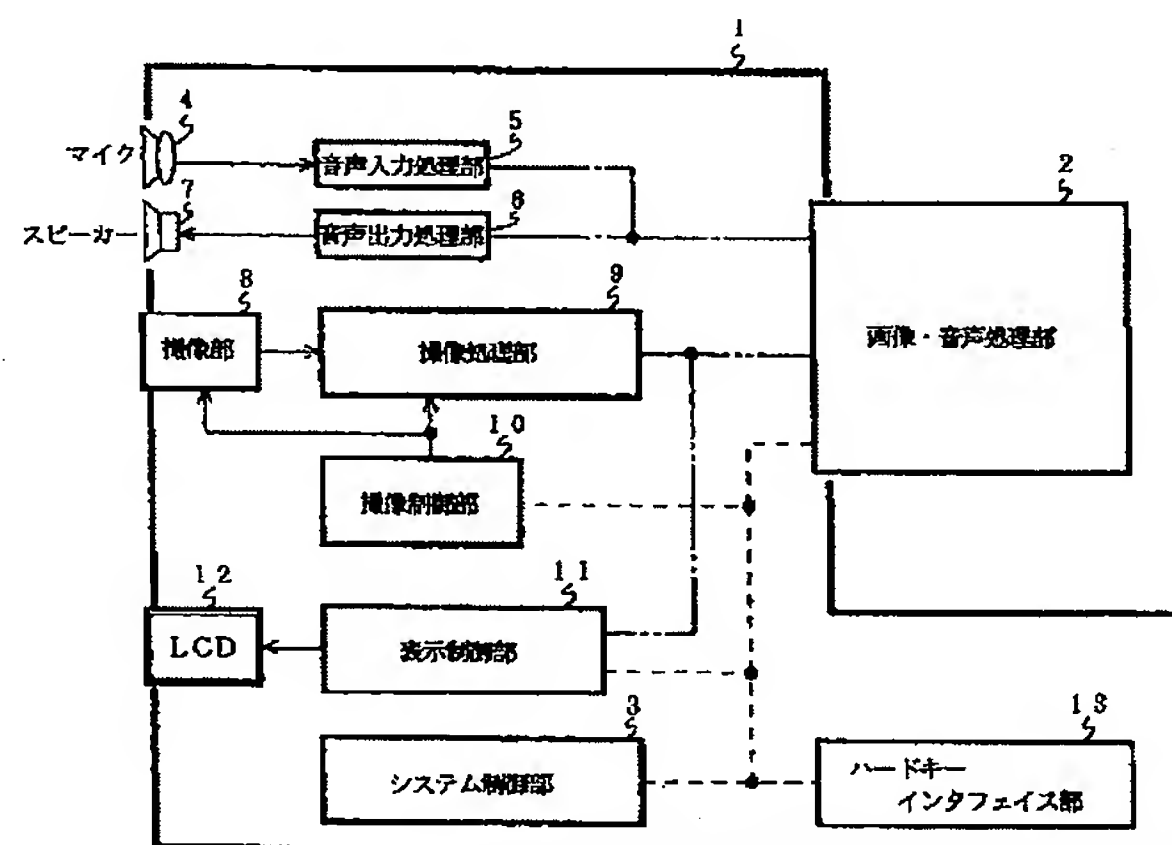 1
4
マイク
5
音声入力処理部
7
スピーカー
6
音声出力処理部
2
画像・音声処理部
8
撮像部
9
撮像処理部
10
撮像制御部
12
LCD
11
表示制御部
3
システム制御部
13
ハードキー
インタフェイス部